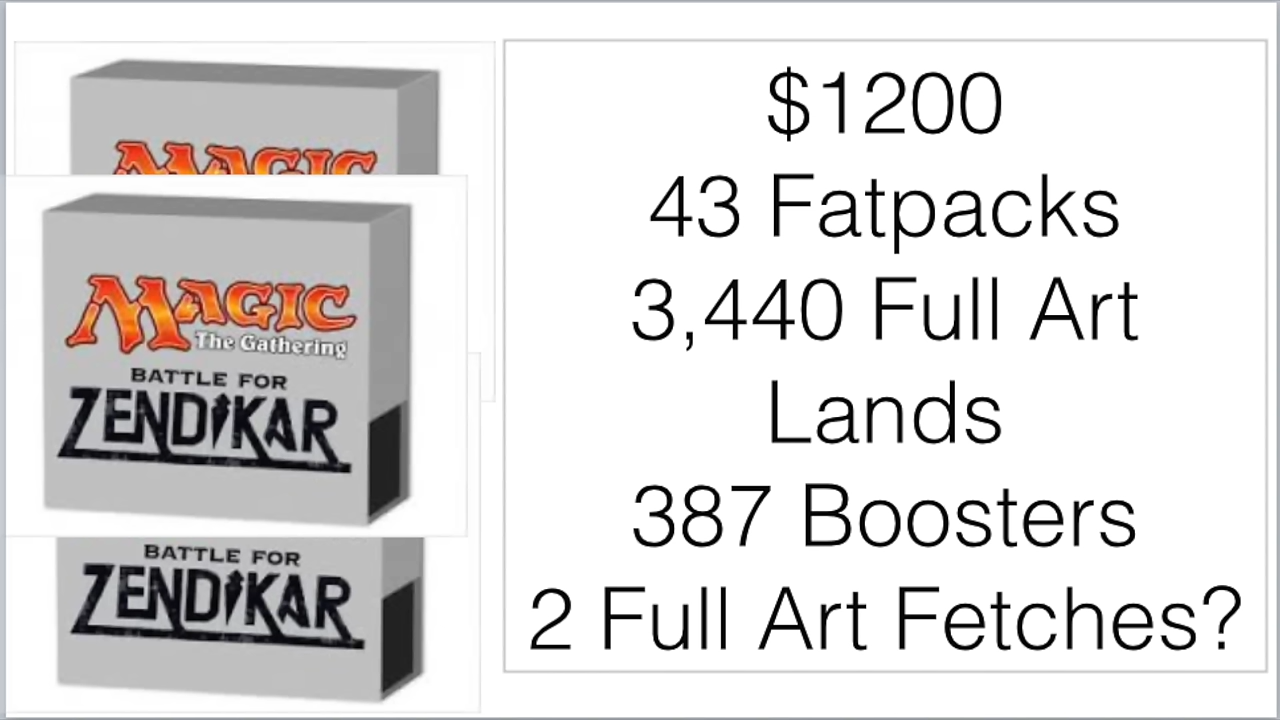 MAGIC
MAGIC
The Gathering
BATTLE FOR
ZENDIKAR
BATTLE FOR
ZENDIKAR
$1200
43 Fatpacks
3,440 Full Art
Lands
387 Boosters
2 Full Art Fetches?